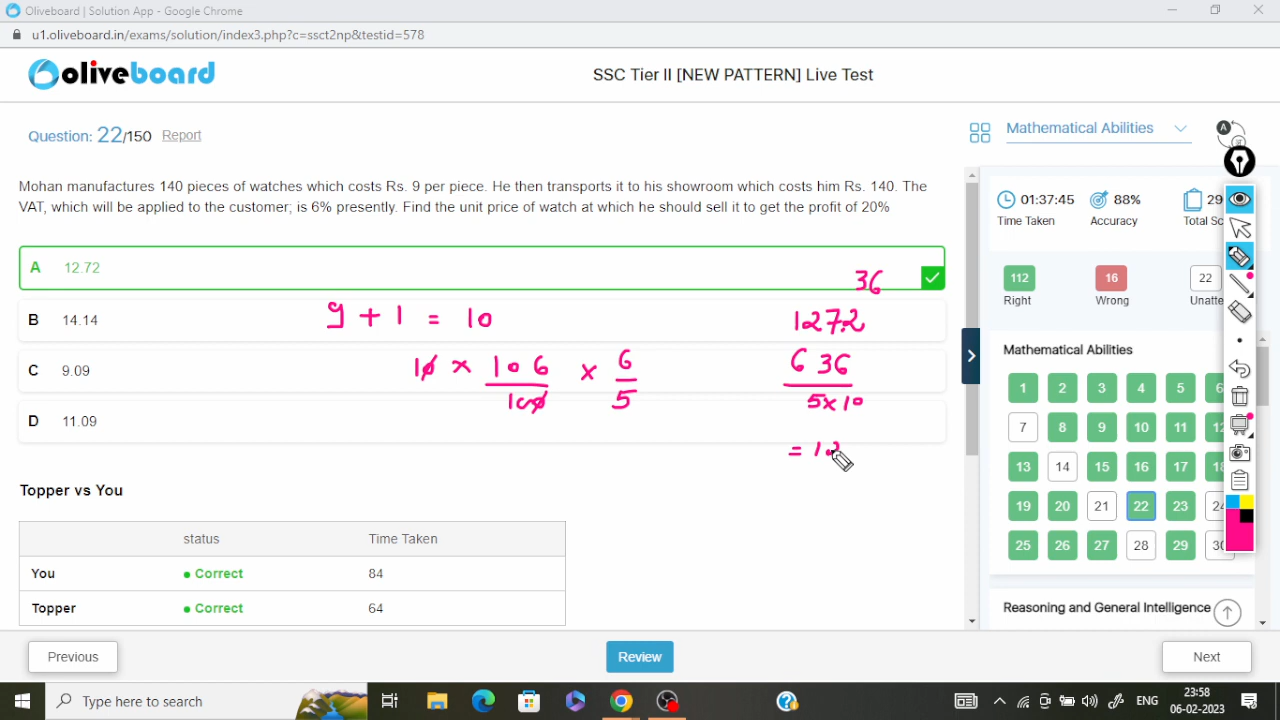 Oliveboard | Solution App - Google Chrome
u1.oliveboard.in/exams/solution/index3.php?c=ssct2np&testid=578
oliveboard
SSC Tier II [NEW PATTERN] Live Test
Question: 22/150 Report
Mathematical Abilities
A
Mohan manufactures 140 pieces of watches which costs Rs. 9 per piece. He then transports it to his showroom which costs him Rs. 140. The
VAT, which will be applied to the customer; is 6% presently. Find the unit price of watch at which he should sell it to get the profit of 20%
A 12.72
B 14.14
C 9.09
D 11.09
9 + 1 = 10
10 × 106 × 6
100 5
36
1272
636
5×10
= 12
Topper vs You
status Time Taken
You Correct 84
Topper Correct 64
01:37:45
Time Taken
88%
Accuracy
29
Total Sc
112
Right
16
Wrong
22
Unatte
Mathematical Abilities
1 2 3 4 5 6
7 8 9 10 11 12
13 14 15 16 17 18
19 20 21 22 23 24
25 26 27 28 29 30
Reasoning and General Intelligence
Previous
Review
Next
Type here to search
ENG
23:58
06-02-2023